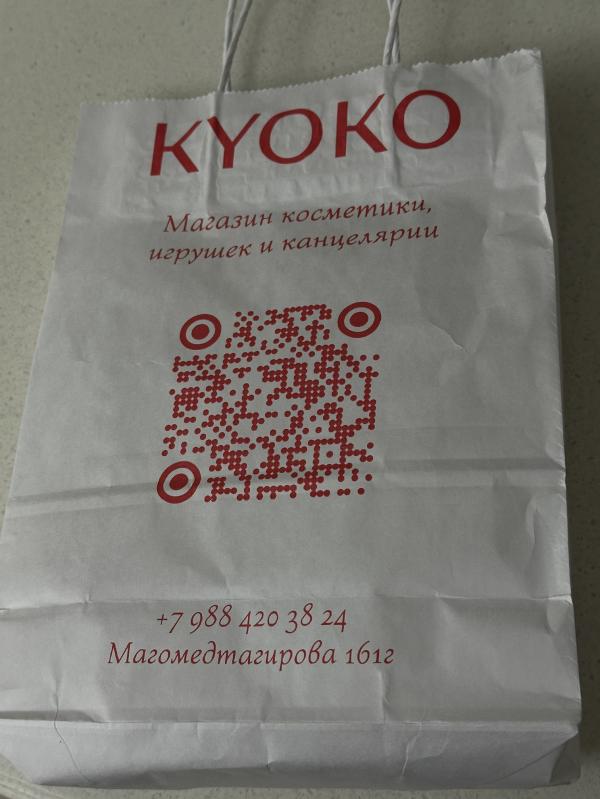 KYOKO
Магазин косметики,
игрушек и канцелярии
+7 988 420 38 24
Магомедтагирова 161г